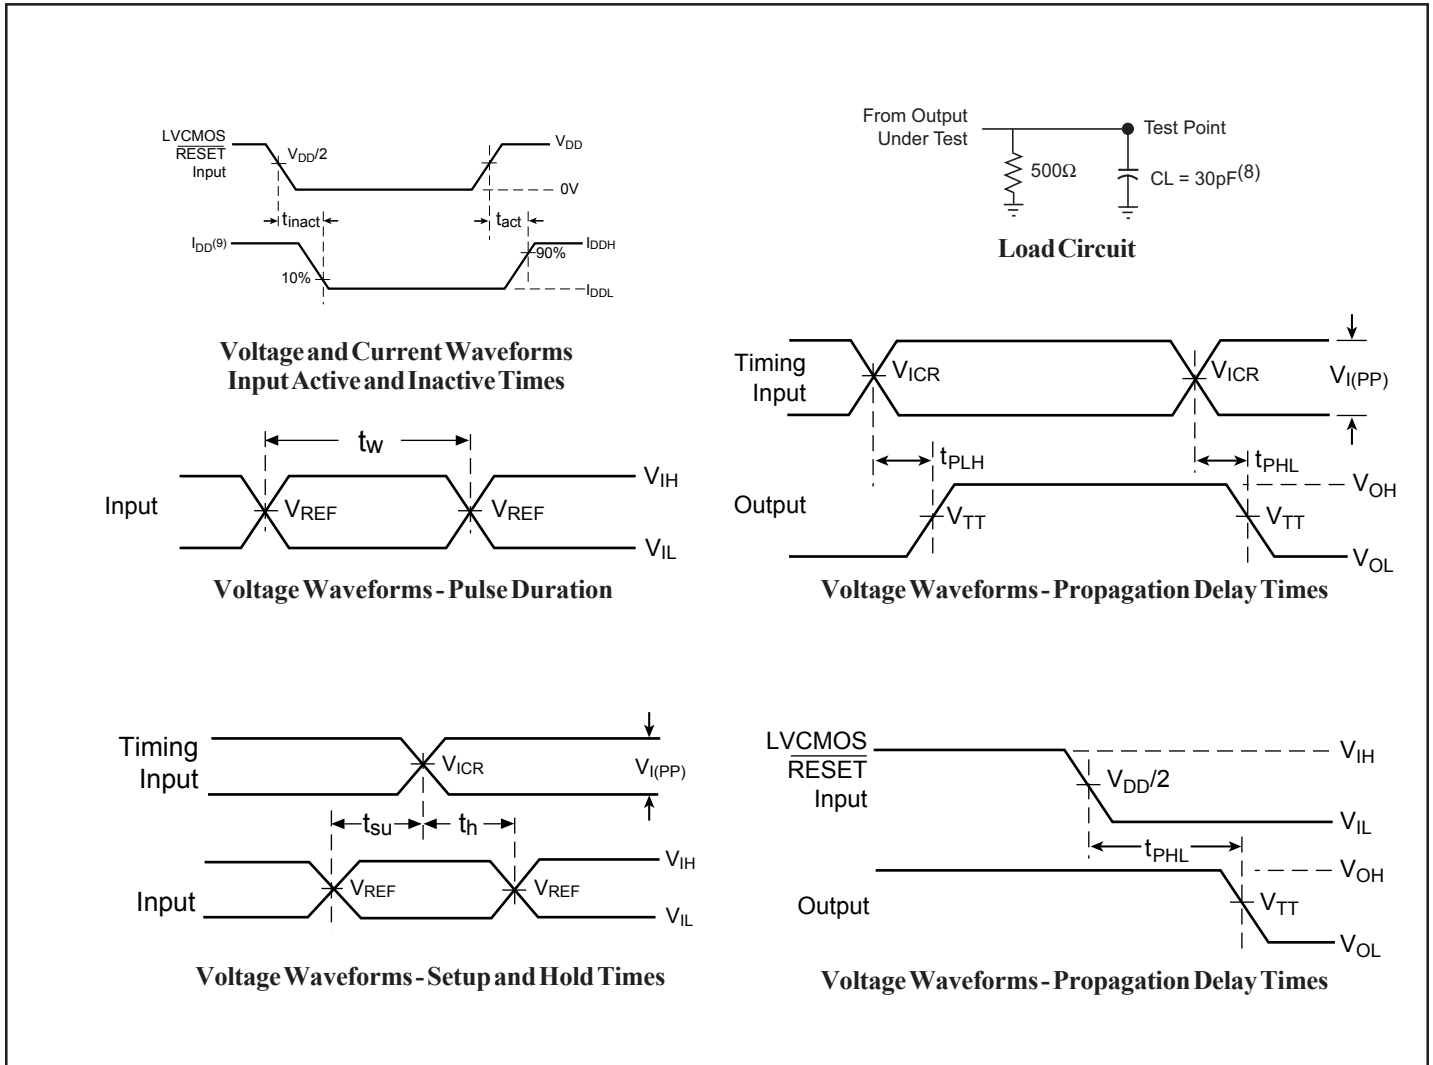 LVCMOS
RESET
Input
VDD/2
VDD
0V
tinact
tact
IDD(9)
IDDH
90%
10%
IDDL
Voltage and Current Waveforms
Input Active and Inactive Times
From Output
Under Test
Test Point
500Ω
CL = 30pF(8)
Load Circuit
tw
Input
VREF
VREF
VIH
VIL
Voltage Waveforms - Pulse Duration
Timing
Input
VICR
VICR
VI(PP)
tPLH
tPHL
Output
VTT
VTT
VOH
VOL
Voltage Waveforms - Propagation Delay Times
Timing
Input
VICR
VI(PP)
tsu
th
Input
VREF
VREF
VIH
VIL
Voltage Waveforms - Setup and Hold Times
LVCMOS
RESET
Input
VDD/2
VIH
VIL
tPHL
Output
VOH
VTT
VOL
Voltage Waveforms - Propagation Delay Times